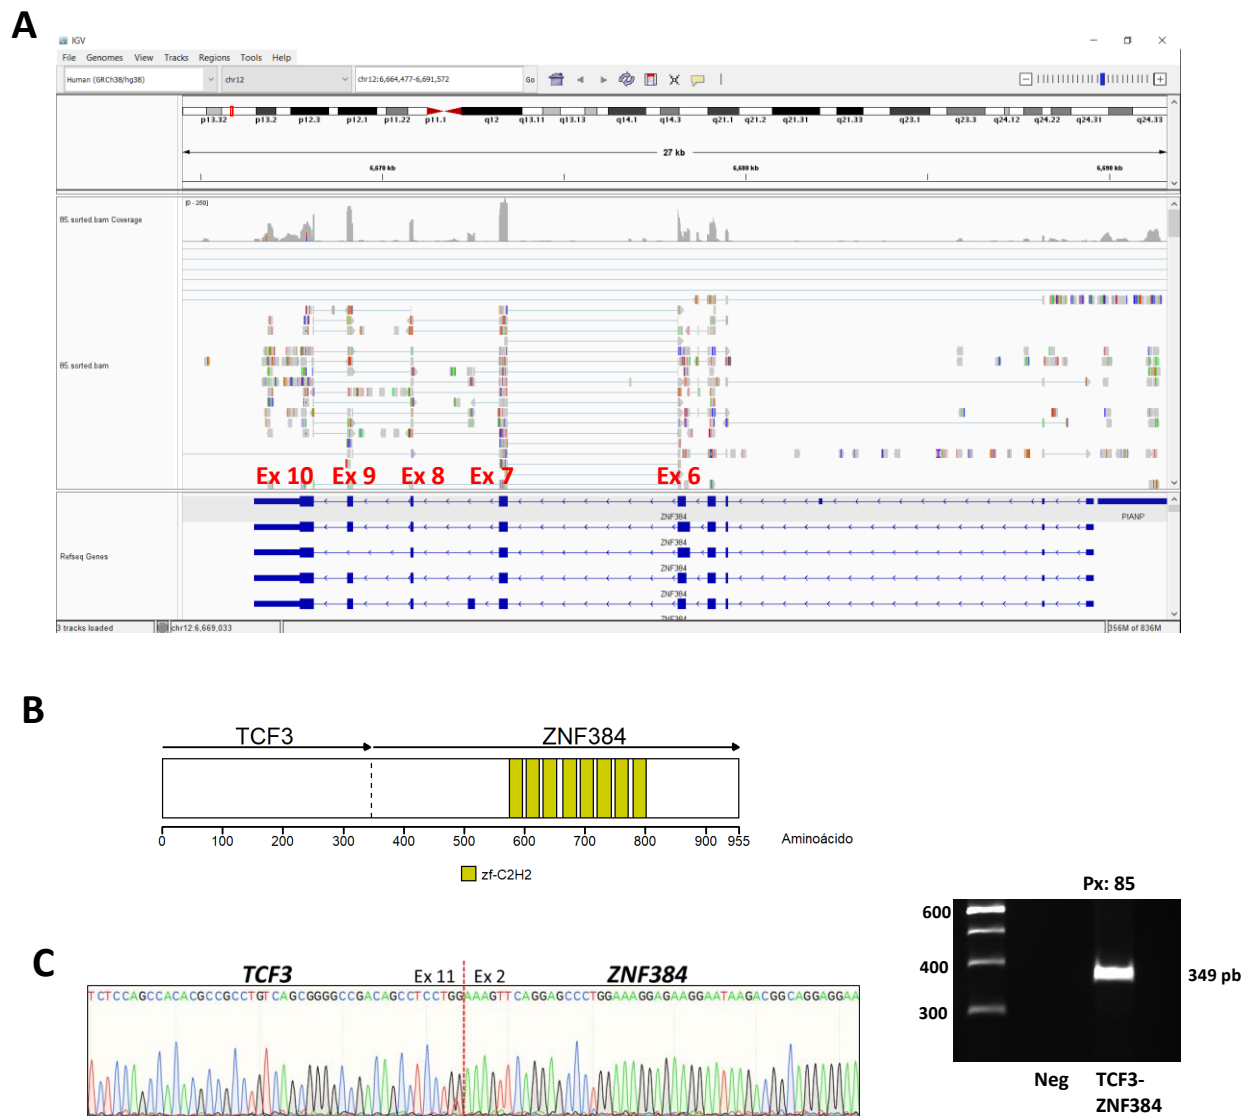 A
IGV
File Genomes View Tracks Regions Tools Help
Human (GRCh38/hg38) chr12 chr12:6,664,477-6,691,572 Go
p13.32 p13.2 p12.3 p12.1 p11.22 p11.1 q12 q13.11 q13.13 q14.1 q14.3 q21.1 q21.2 q21.31 q21.33 q23.1 q23.3 q24.12 q24.22 q24.31 q24.33
27 kb
6,670 kb 6,680 kb 6,690 kb
[0 - 250]
85.sorted.bam Coverage
85.sorted.bam
Ex 10 Ex 9 Ex 8 Ex 7 Ex 6
ZNF384 PIANP
ZNF384
Refseq Genes
ZNF384
ZNF384
ZNF384
3 tracks loaded chr12:6,669,033 356M of 836M
B
TCF3 ZNF384
0 100 200 300 400 500 600 700 800 900 955 Aminoácido
zf-C2H2
C
TCF3 Ex 11 Ex 2 ZNF384
TCTCCAGCCACACGCCGCCTGTCAGCGGGGCCGACAGCCTCCTGGAAAGTTCAGGAGCCCTGGAAAGGAGAAGGAATAAGACGGCAGGAGGAA
Px: 85
600
400
300
349 pb
Neg TCF3-
ZNF384